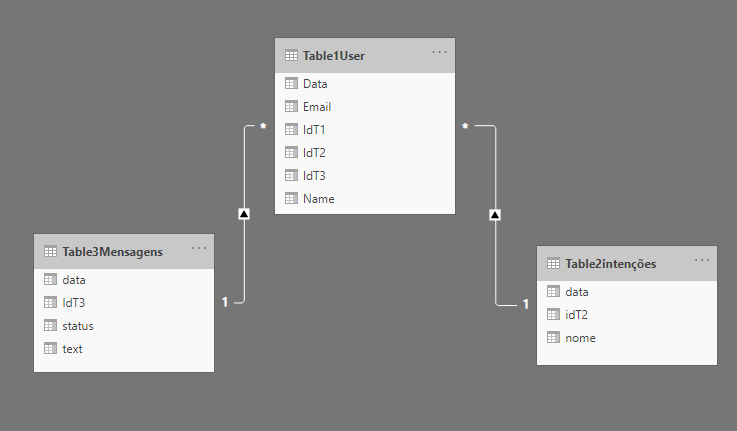 Table1User
Data
Email
IdT1
IdT2
IdT3
Name
*
*
Table3Mensagens
data
IdT3
status
text
1
Table2intenções
data
idT2
nome
1